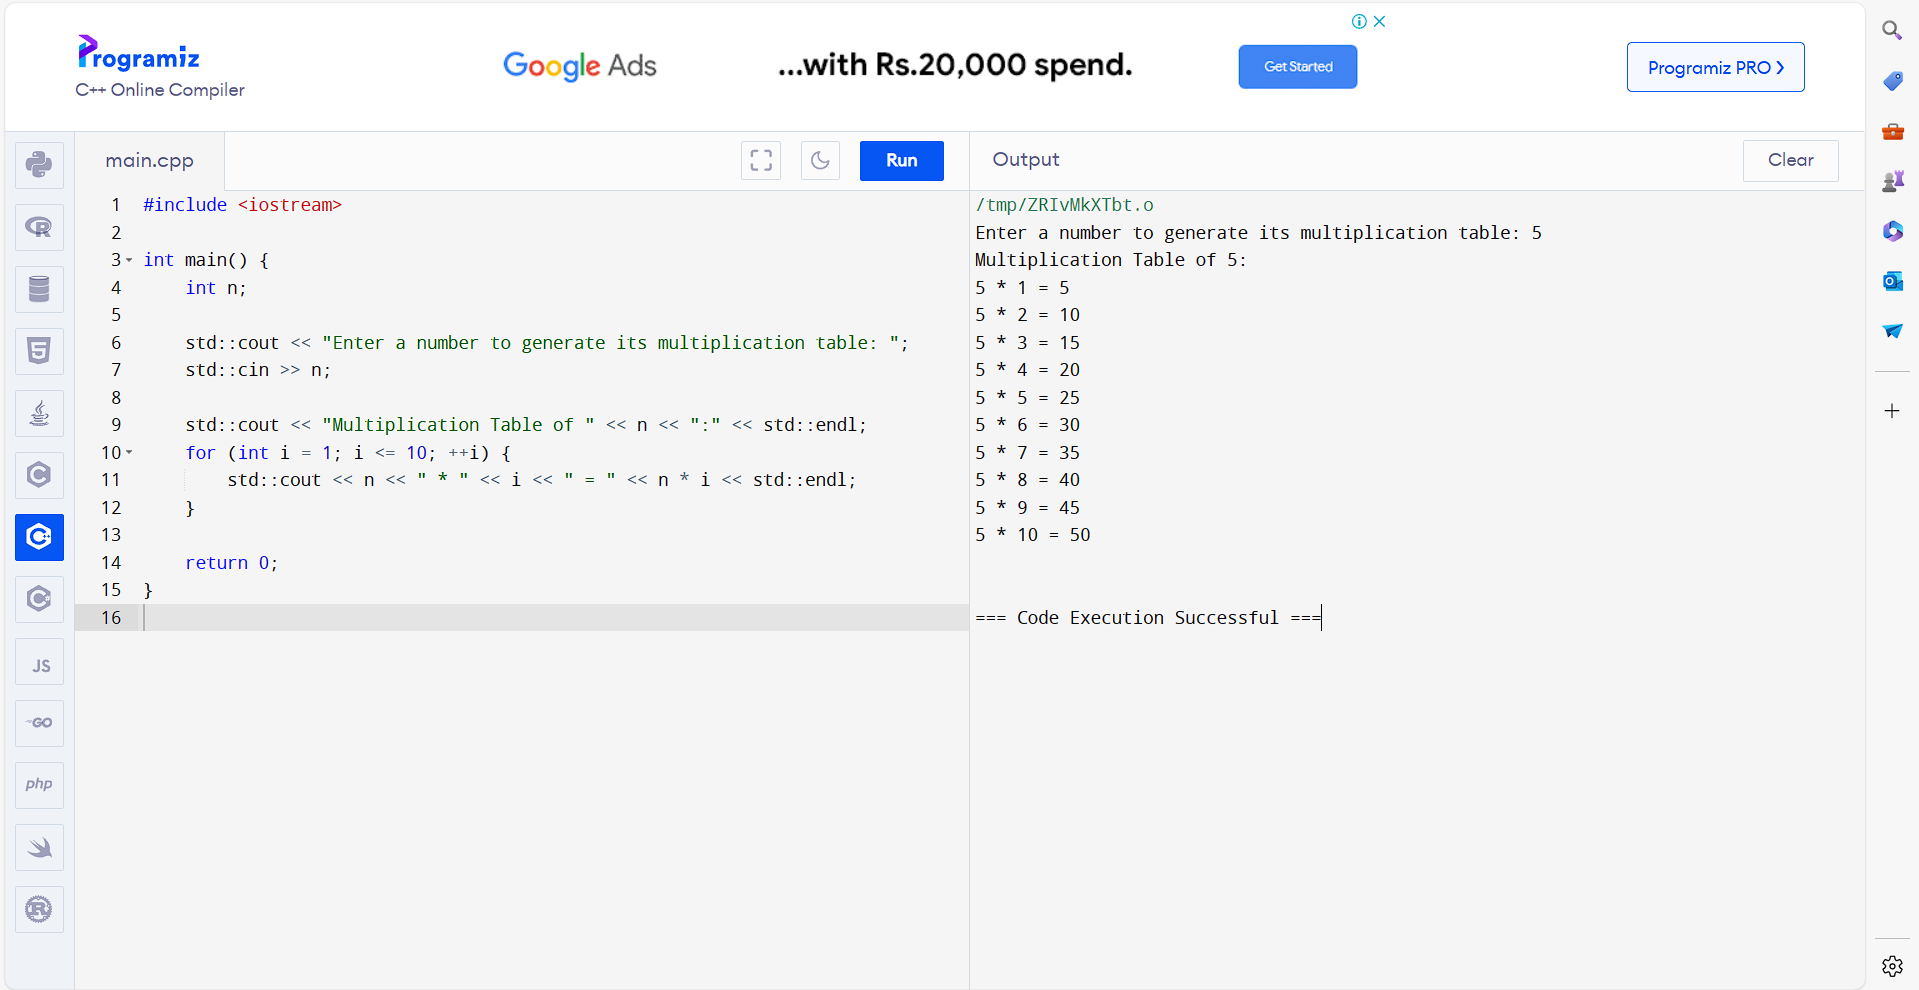 Programiz
C++ Online Compiler
Google Ads
...with Rs.20,000 spend.
Get Started
Programiz PRO ❯
main.cpp
Run
1 #include <iostream>
2
3 int main() {
4     int n;
5
6     std::cout << "Enter a number to generate its multiplication table: ";
7     std::cin >> n;
8
9     std::cout << "Multiplication Table of " << n << ":" << std::endl;
10     for (int i = 1; i <= 10; ++i) {
11         std::cout << n << " * " << i << " = " << n * i << std::endl;
12     }
13
14     return 0;
15 }
16
Output
Clear
/tmp/ZRIvMkXTbt.o
Enter a number to generate its multiplication table: 5
Multiplication Table of 5:
5 * 1 = 5
5 * 2 = 10
5 * 3 = 15
5 * 4 = 20
5 * 5 = 25
5 * 6 = 30
5 * 7 = 35
5 * 8 = 40
5 * 9 = 45
5 * 10 = 50
=== Code Execution Successful ===
R
5
C
C++
C
JS
GO
php
R